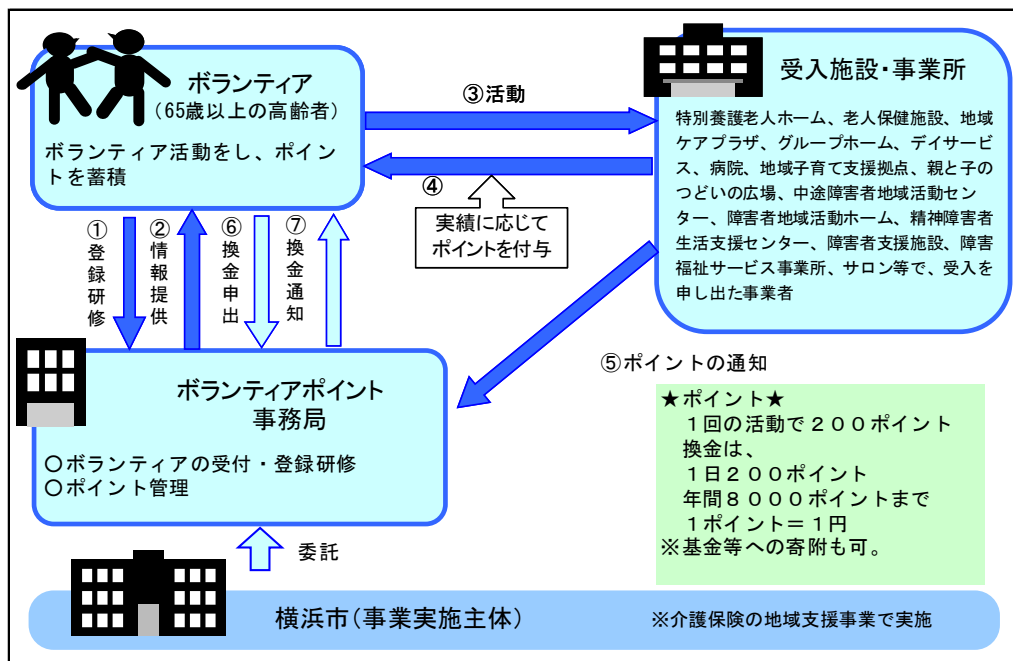 ボランティア
（65歳以上の高齢者）
ボランティア活動をし、ポイン
トを蓄積
③活動
受入施設・事業所
特別養護老人ホーム、老人保健施設、地域
ケアプラザ、グループホーム、デイサービ
ス、病院、地域子育て支援拠点、親と子の
つどいの広場、中途障害者地域活動セン
ター、障害者地域活動ホーム、精神障害者
生活支援センター、障害者支援施設、障害
福祉サービス事業所、サロン等で、受入を
申し出た事業者
④
実績に応じて
ポイントを付与
①登録研修
②情報提供
⑥換金申出
⑦換金通知
⑤ポイントの通知
ボランティアポイント
事務局
○ボランティアの受付・登録研修
○ポイント管理
★ポイント★
１回の活動で２００ポイント
換金は、
１日２００ポイント
年間８０００ポイントまで
１ポイント＝１円
※基金等への寄附も可。
委託
横浜市（事業実施主体）
※介護保険の地域支援事業で実施